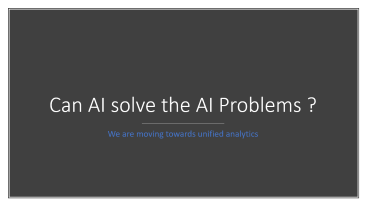 Can AI solve the AI Problems ?
We are moving towards unified analytics